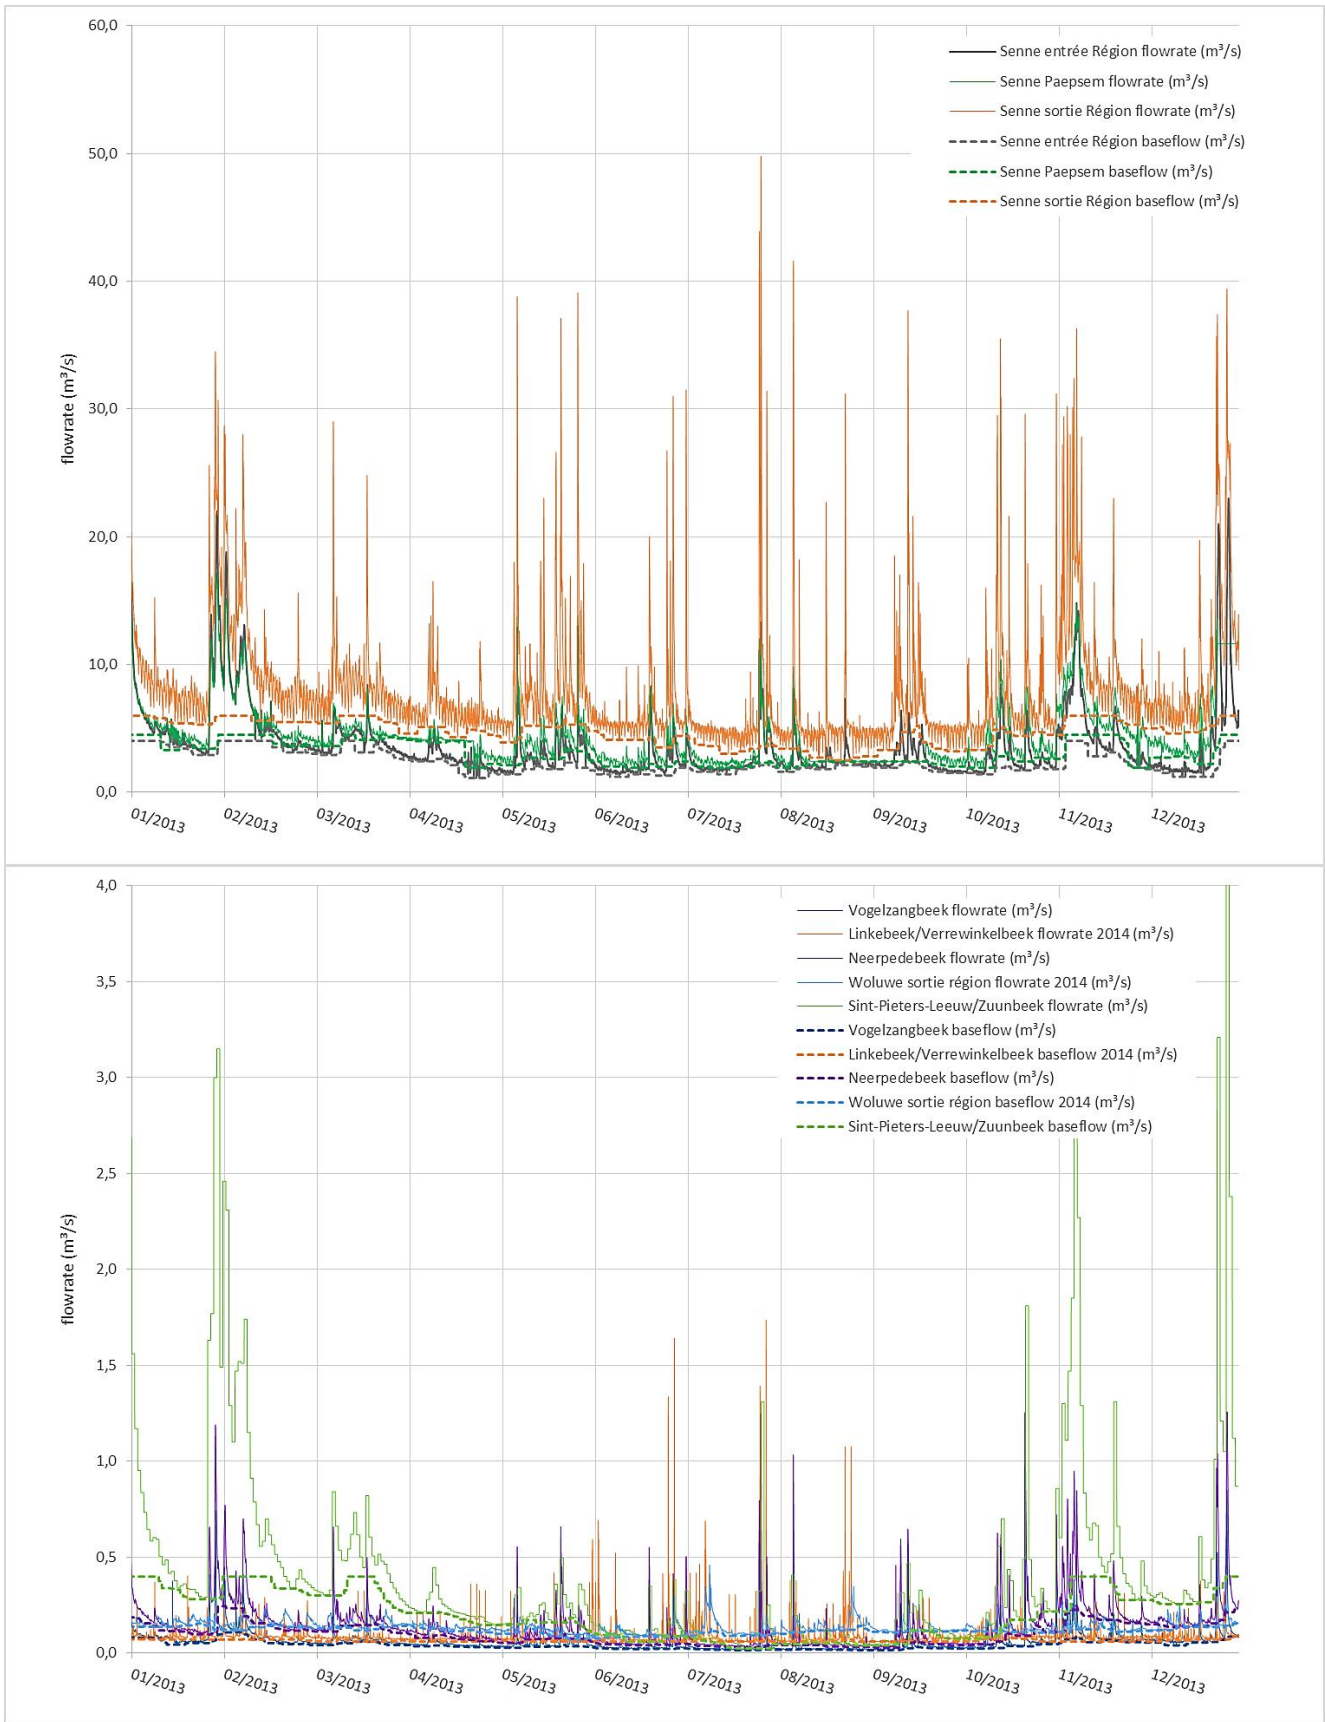 60,0
50,0
40,0
30,0
20,0
10,0
0,0
flowrate (m³/s)
Senne entrée Région flowrate (m³/s)
Senne Paepsem flowrate (m³/s)
Senne sortie Région flowrate (m³/s)
Senne entrée Région baseflow (m³/s)
Senne Paepsem baseflow (m³/s)
Senne sortie Région baseflow (m³/s)
01/2013
02/2013
03/2013
04/2013
05/2013
06/2013
07/2013
08/2013
09/2013
10/2013
11/2013
12/2013
4,0
3,5
3,0
2,5
2,0
1,5
1,0
0,5
0,0
flowrate (m³/s)
Vogelzangbeek flowrate (m³/s)
Linkebeek/Verrewinkelbeek flowrate 2014 (m³/s)
Neerpedebeek flowrate (m³/s)
Woluwe sortie région flowrate 2014 (m³/s)
Sint-Pieters-Leeuw/Zuunbeek flowrate (m³/s)
Vogelzangbeek baseflow (m³/s)
Linkebeek/Verrewinkelbeek baseflow 2014 (m³/s)
Neerpedebeek baseflow (m³/s)
Woluwe sortie région baseflow 2014 (m³/s)
Sint-Pieters-Leeuw/Zuunbeek baseflow (m³/s)
01/2013
02/2013
03/2013
04/2013
05/2013
06/2013
07/2013
08/2013
09/2013
10/2013
11/2013
12/2013